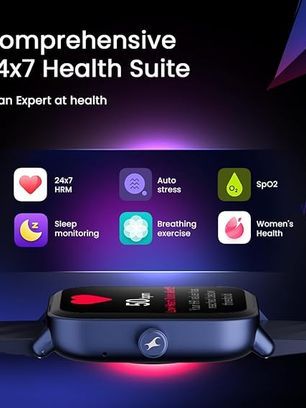 omprehensive
4x7 Health Suite
an Expert at health
24x7
HRM
Auto
stress
SpO2
O₂
Sleep
monitoring
Breathing
exercise
Women's
Health